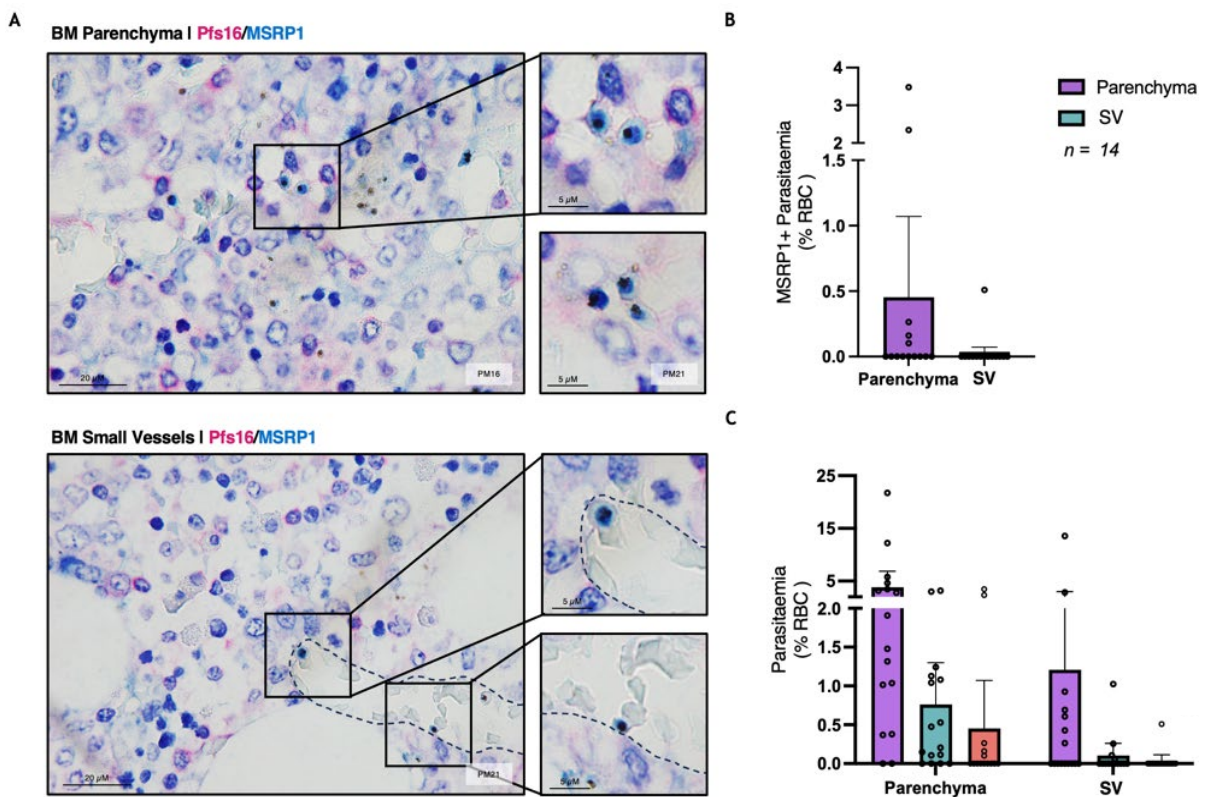 A
BM Parenchyma I Pfs16/MSRP1
20 µM
PM16
5 µM
5 µM
PM21
BM Small Vessels I Pfs16/MSRP1
20 µM
PM21
5 µM
5 µM
B
MSRP1+ Parasitaemia
(% RBC)
4
3
2
1.5
1.0
0.5
0.0
Parenchyma
SV
Parenchyma
SV
n = 14
C
Parasitaemia
(% RBC)
25
15
5
2.0
1.5
1.0
0.5
0.0
Parenchyma
SV